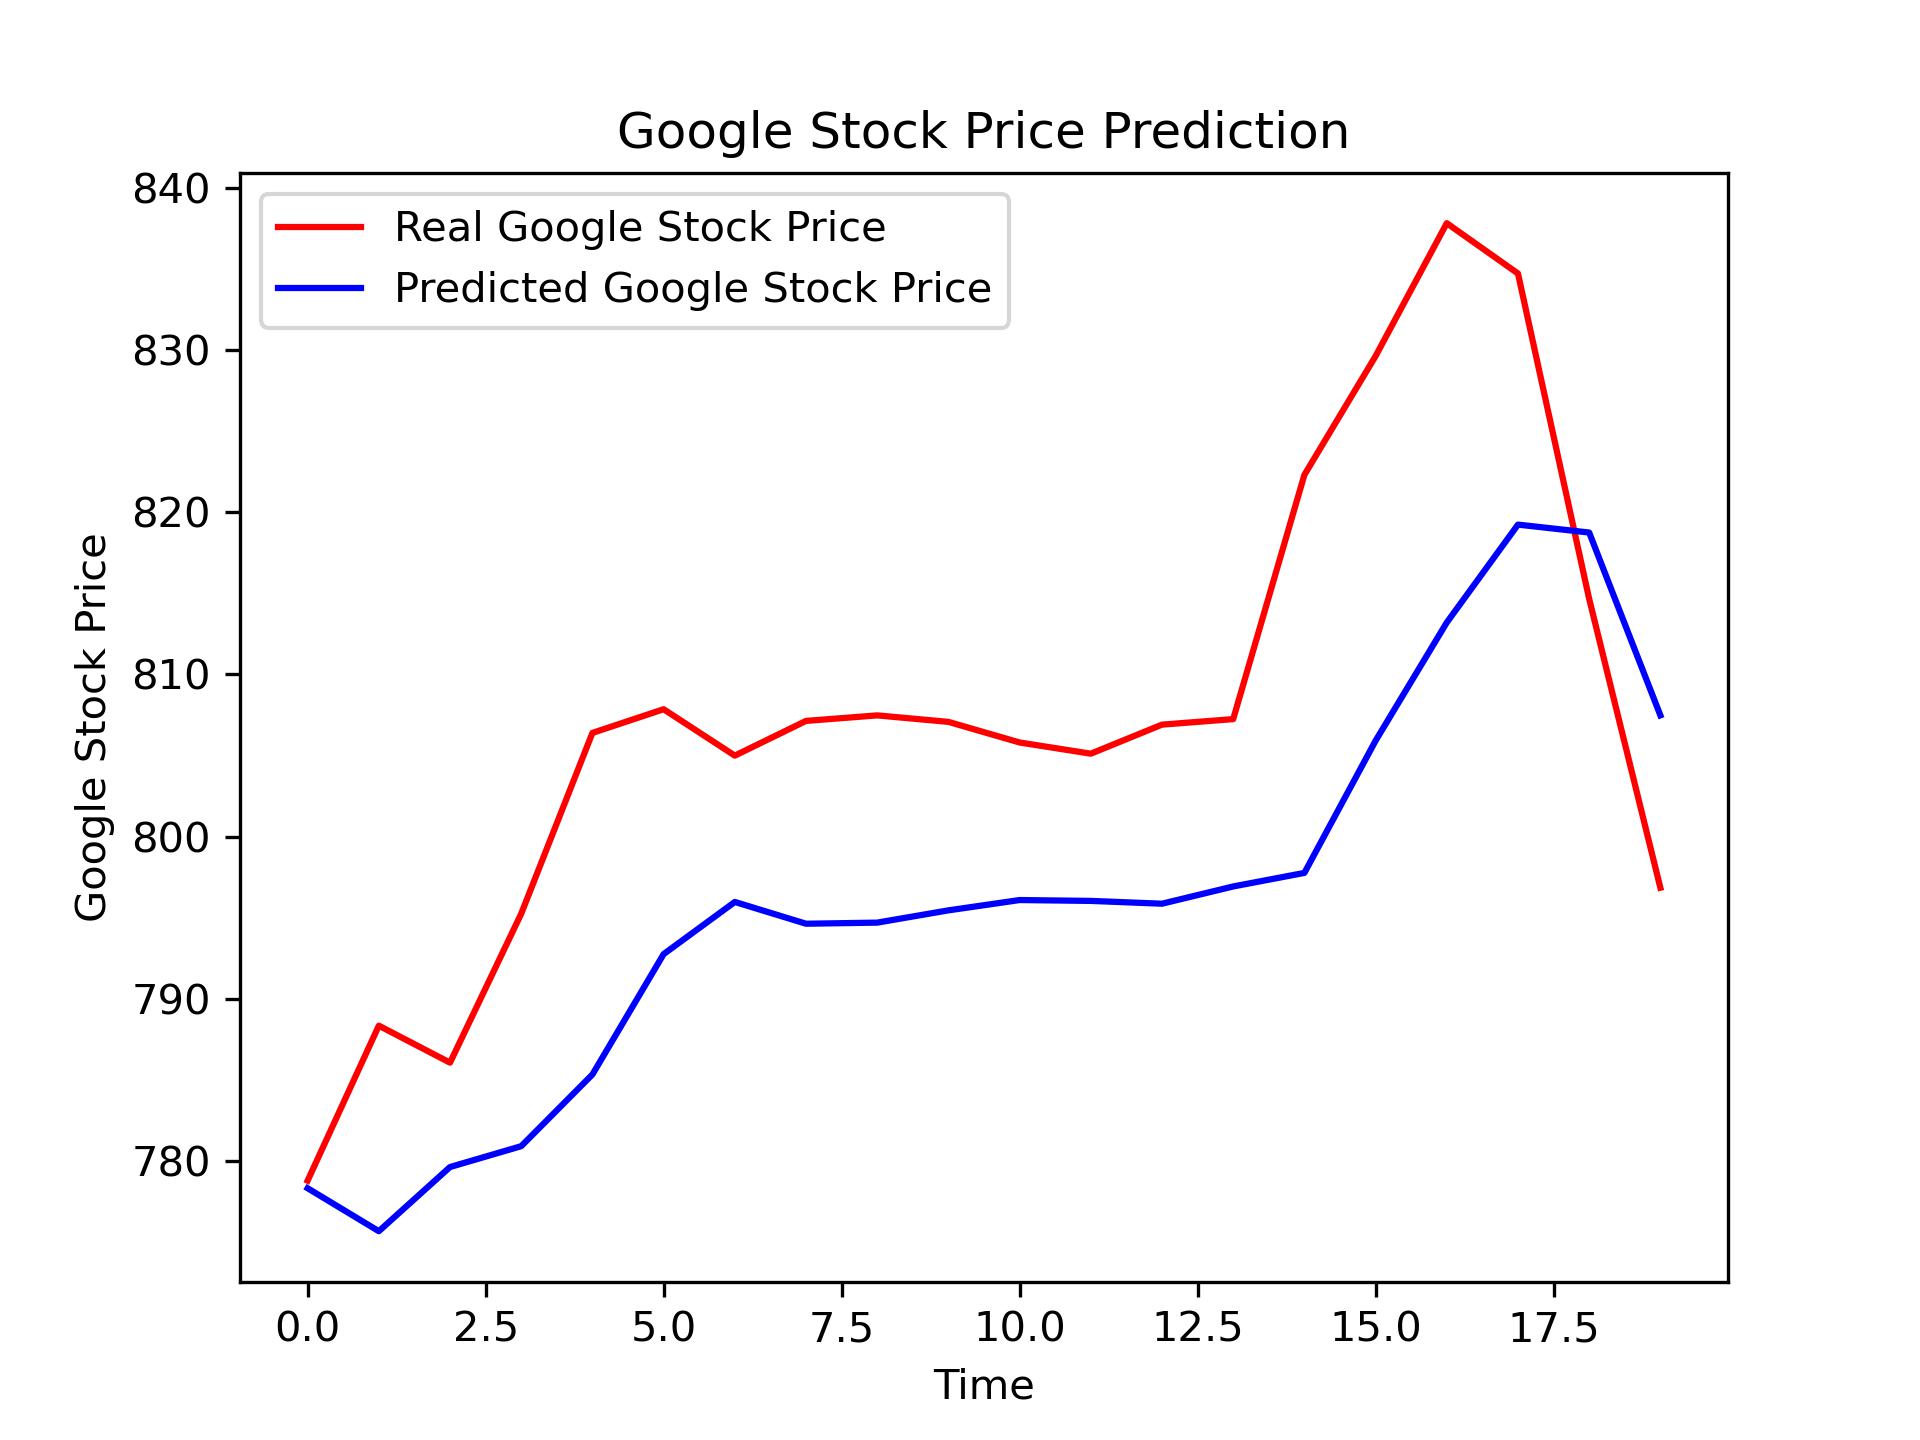 Google Stock Price Prediction
Real Google Stock Price
Predicted Google Stock Price
Google Stock Price
840
830
820
810
800
790
780
0.0 2.5 5.0 7.5 10.0 12.5 15.0 17.5
Time